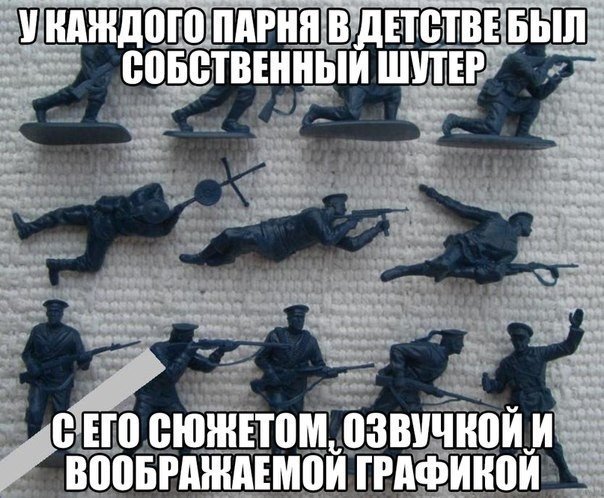 У КАЖДОГО ПАРНЯ В ДЕТСТВЕ БЫЛ
СОБСТВЕННЫЙ ШУТЕР
С ЕГО СЮЖЕТОМ, ОЗВУЧКОЙ И
ВООБРАЖАЕМОЙ ГРАФИКОЙ